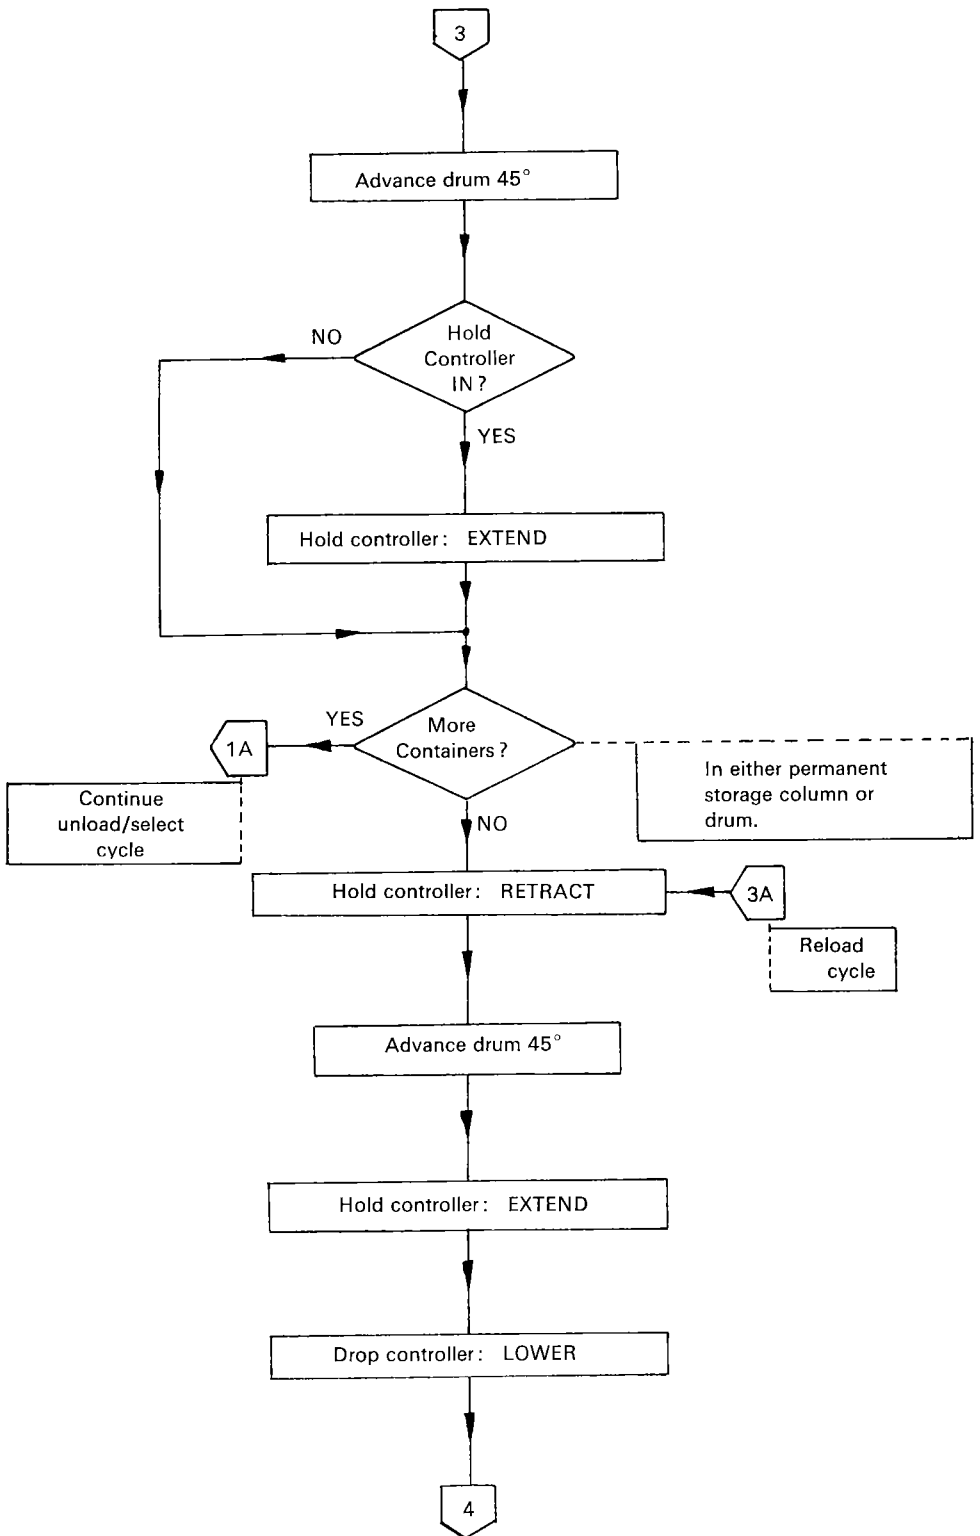 3
Advance drum 45°
Hold
Controller
IN?
NO
YES
Hold controller: EXTEND
More
Containers?
YES
1A
Continue
unload/select
cycle
In either permanent
storage column or
drum.
NO
Hold controller: RETRACT
3A
Reload
cycle
Advance drum 45°
Hold controller: EXTEND
Drop controller: LOWER
4